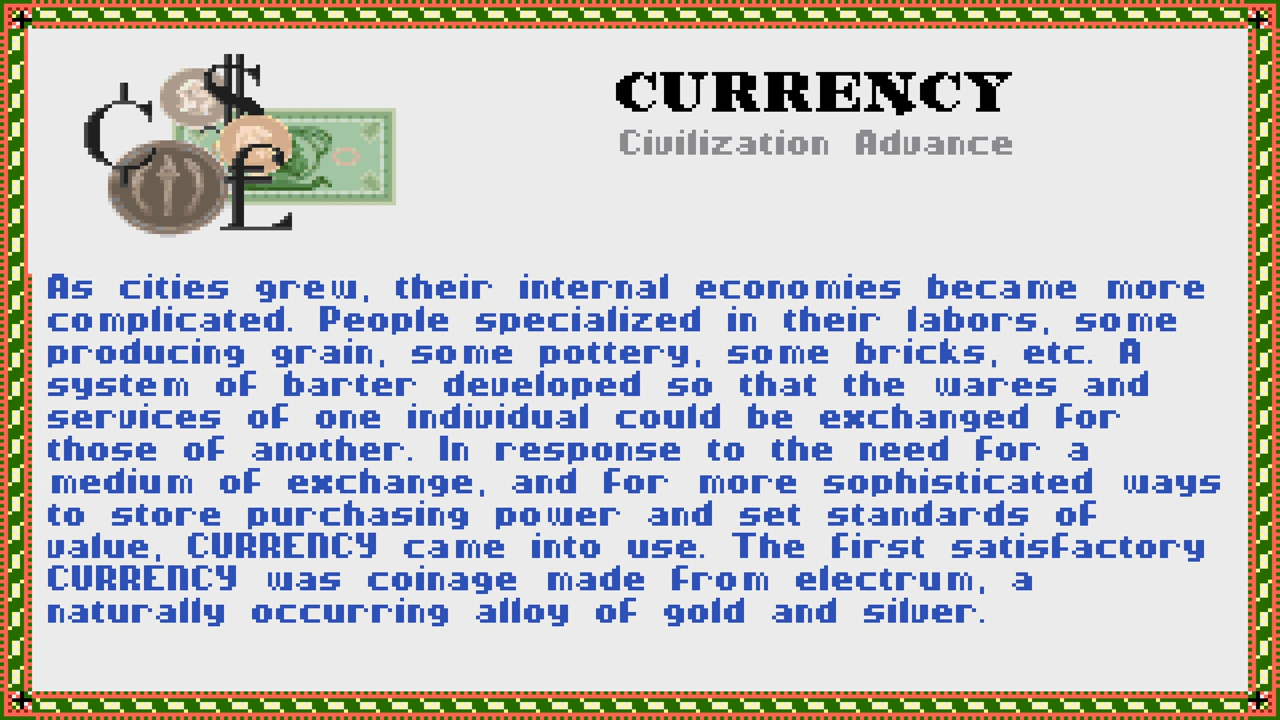 ¢
$
£
CURRENCY
Civilization Advance
As cities grew, their internal economies became more
complicated. People specialized in their labors, some
producing grain, some pottery, some bricks, etc. A
system of barter developed so that the wares and
services of one individual could be exchanged for
those of another. In response to the need for a
medium of exchange, and for more sophisticated ways
to store purchasing power and set standards of
value, CURRENCY came into use. The first satisfactory
CURRENCY was coinage made from electrum, a
naturally occurring alloy of gold and silver.